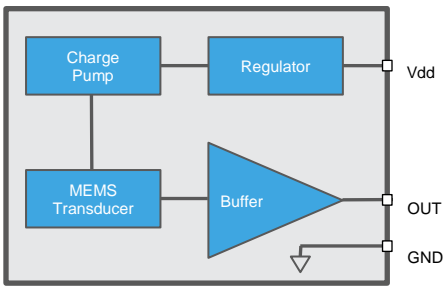 Charge
Pump
Regulator
Vdd
MEMS
Transducer
Buffer
OUT
GND